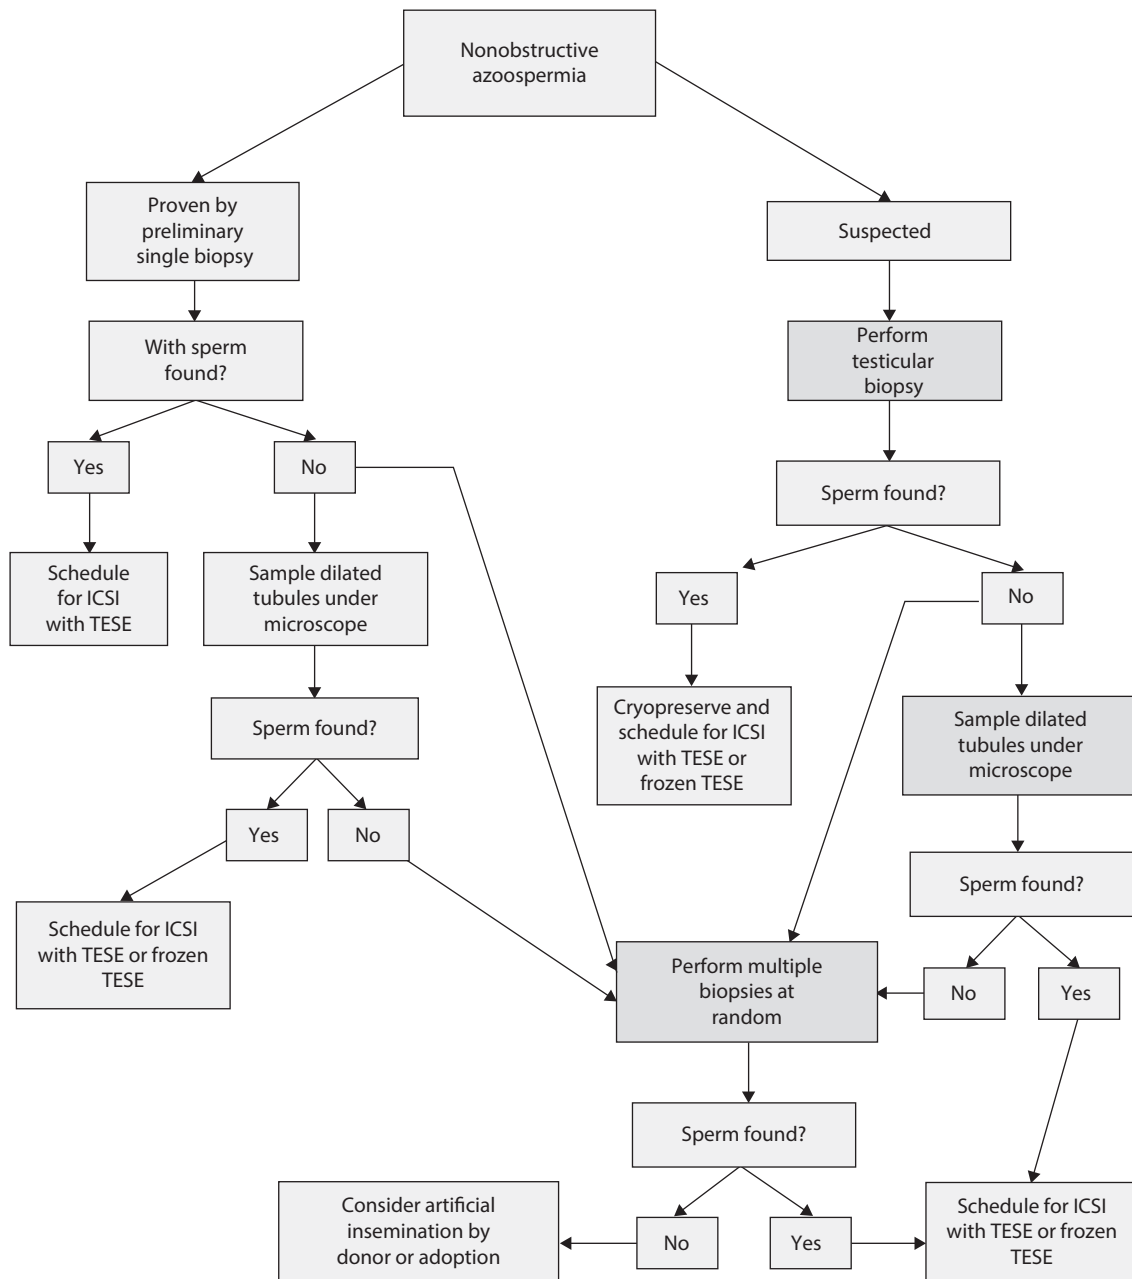 Nonobstructive
azoospermia
Proven by
preliminary
single biopsy
Suspected
With sperm
found?
Perform
testicular
biopsy
Yes
No
Sperm found?
Schedule
for ICSI
with TESE
Sample dilated
tubules under
microscope
Yes
No
Sperm found?
Cryopreserve and
schedule for ICSI
with TESE or
frozen TESE
Sample dilated
tubules under
microscope
Yes
No
Sperm found?
Schedule for ICSI
with TESE or frozen
TESE
Perform multiple
biopsies at
random
No
Yes
Sperm found?
Consider artificial
insemination by
donor or adoption
No
Yes
Schedule for ICSI
with TESE or frozen
TESE